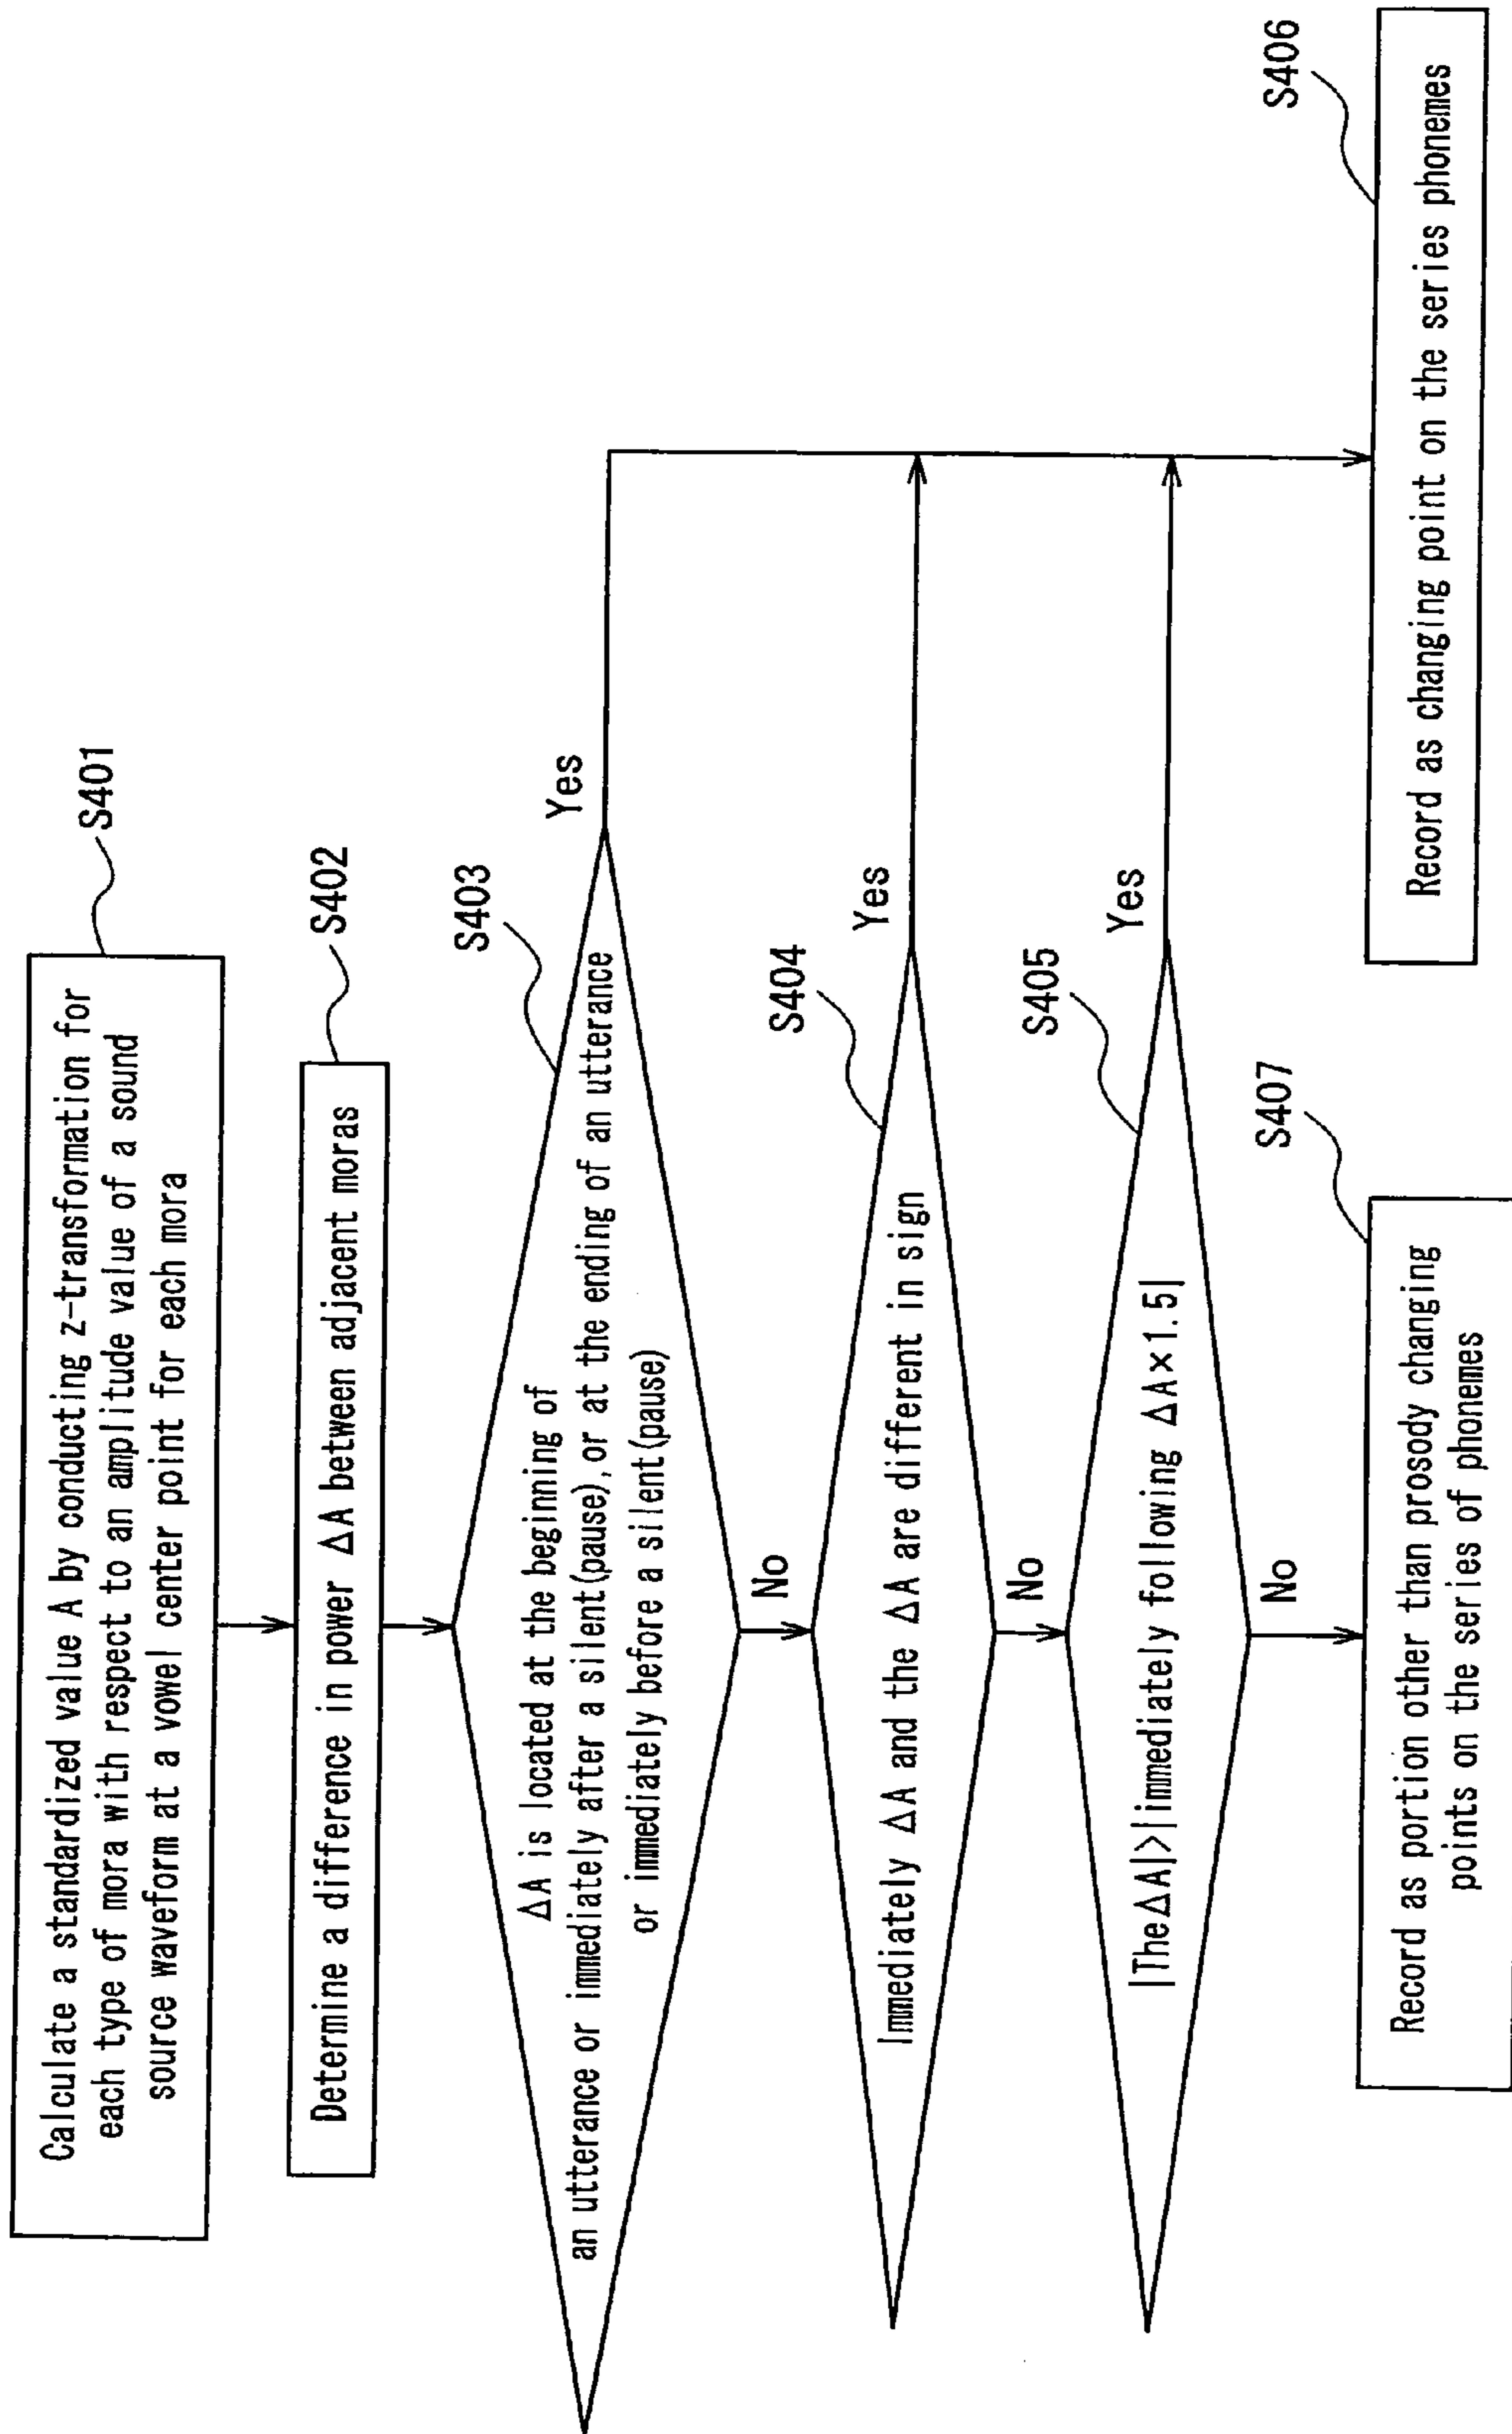 Calculate a standardized value A by conducting z-transformation for
each type of mora with respect to an amplitude value of a sound
source waveform at a vowel center point for each mora
S401
Determine a difference in power ΔA between adjacent moras
S402
ΔA is located at the beginning of
an utterance or immediately after a silent(pause), or at the ending of an utterance
or immediately before a silent(pause)
S403
Yes
No
Immediately ΔA and the ΔA are different in sign
S404
Yes
No
|The ΔA|>|immediately following ΔA×1.5|
S405
Yes
No
Record as changing point on the series phonemes
S406
Record as portion other than prosody changing
points on the series of phonemes
S407